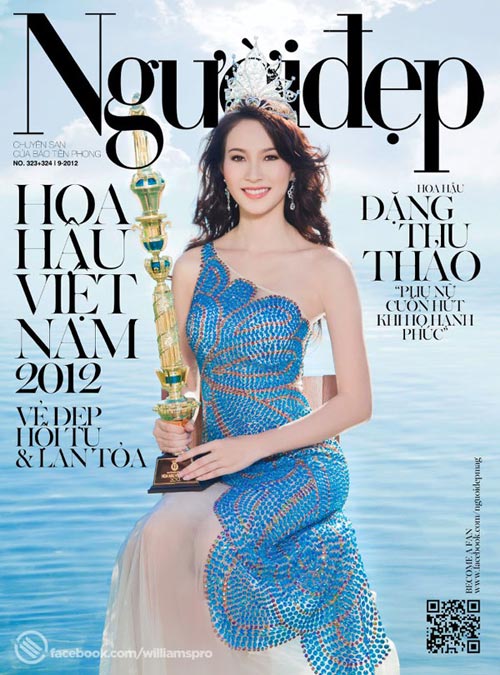 Người đẹp
CHUYÊN SAN
CỦA BÁO TIỀN PHONG
NO. 323+324 | 9-2012
HOA
HẬU
VIỆT
NAM
2012
VẺ ĐẸP
HỘI TỤ
& LAN TỎA
HOA HẬU
ĐẶNG
THU
THẢO
"PHỤ NỮ
CUỐN HÚT
KHI HỌ HẠNH
PHÚC"
BECOME A FAN
www.facebook.com/nguoidepmag
facebook.com/williamspro